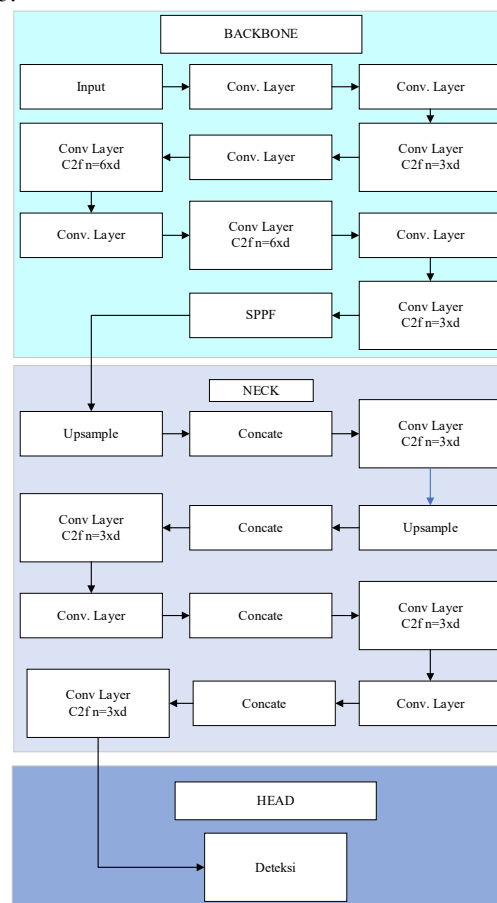 BACKBONE
Input
Conv. Layer
Conv. Layer
Conv Layer
C2f n=3xd
Conv. Layer
Conv Layer
C2f n=6xd
Conv. Layer
Conv Layer
C2f n=6xd
Conv. Layer
Conv Layer
C2f n=3xd
SPPF
NECK
Upsample
Concate
Conv Layer
C2f n=3xd
Upsample
Concate
Conv Layer
C2f n=3xd
Conv. Layer
Concate
Conv Layer
C2f n=3xd
Conv. Layer
Concate
Conv Layer
C2f n=3xd
HEAD
Deteksi